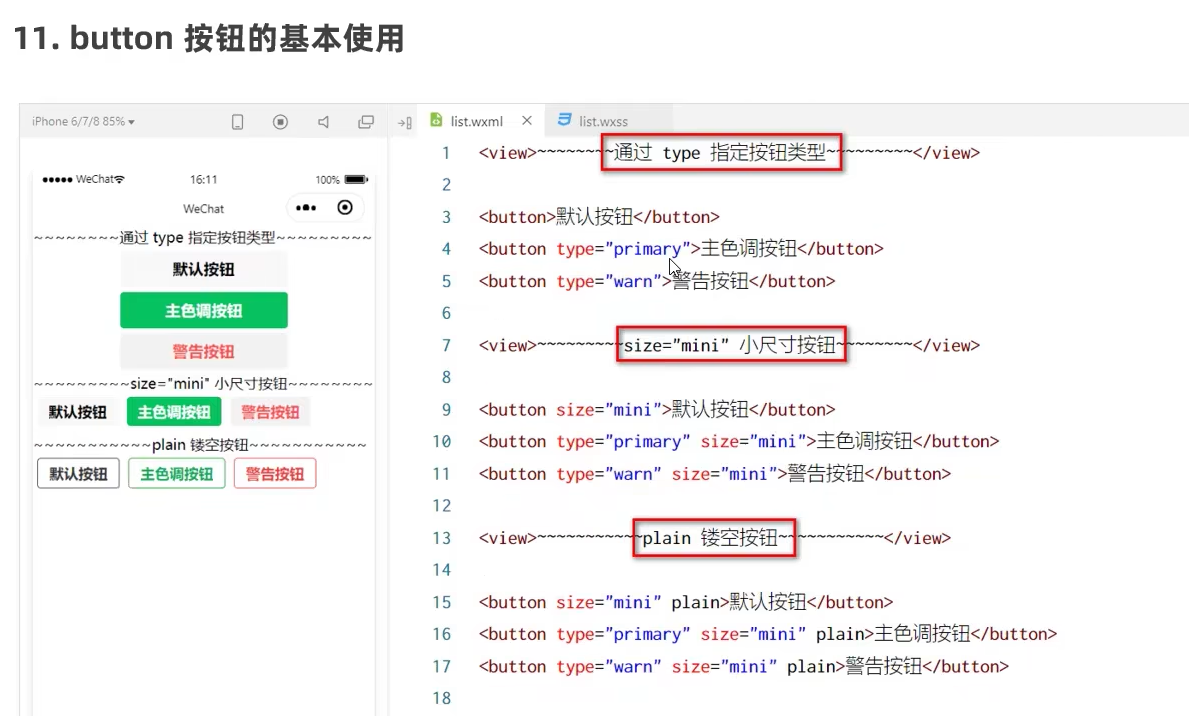 11. button 按钮的基本使用
iPhone 6/7/8 85%
WeChat
16:11
100%
WeChat
~~~~~~~~通过 type 指定按钮类型~~~~~~~~~
默认按钮
主色调按钮
警告按钮
~~~~~~~~~size="mini" 小尺寸按钮~~~~~~~~
默认按钮 主色调按钮 警告按钮
~~~~~~~~~~~plain 镂空按钮~~~~~~~~~~~
默认按钮 主色调按钮 警告按钮
list.wxml × list.wxss
1 <view>~~~~~~~~通过 type 指定按钮类型~~~~~~~~~</view>
2
3 <button>默认按钮</button>
4 <button type="primary">主色调按钮</button>
5 <button type="warn">警告按钮</button>
6
7 <view>~~~~~~~~~size="mini" 小尺寸按钮~~~~~~~~</view>
8
9 <button size="mini">默认按钮</button>
10 <button type="primary" size="mini">主色调按钮</button>
11 <button type="warn" size="mini">警告按钮</button>
12
13 <view>~~~~~~~~~~~plain 镂空按钮~~~~~~~~~~~</view>
14
15 <button size="mini" plain>默认按钮</button>
16 <button type="primary" size="mini" plain>主色调按钮</button>
17 <button type="warn" size="mini" plain>警告按钮</button>
18